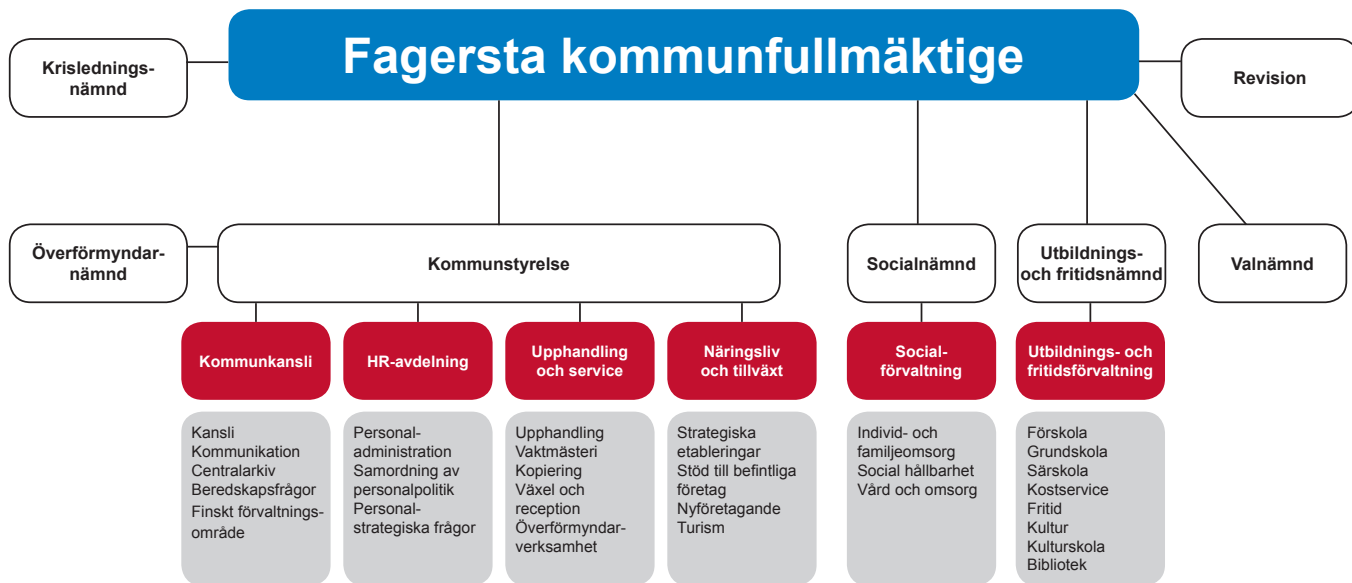 Fagersta kommunfullmäktige
Krislednings-
nämnd
Revision
Överförmyndar-
nämnd
Kommunstyrelse
Socialnämnd
Utbildnings-
och fritidsnämnd
Valnämnd
Kommunkansli
HR-avdelning
Upphandling
och service
Näringsliv
och tillväxt
Social-
förvaltning
Utbildnings- och
fritidsförvaltning
Kansli
Kommunikation
Centralarkiv
Beredskapsfrågor
Finskt förvaltnings-
område
Personal-
administration
Samordning av
personalpolitik
Personal-
strategiska frågor
Upphandling
Vaktmästeri
Kopiering
Växel och
reception
Överförmyndar-
verksamhet
Strategiska
etableringar
Stöd till befintliga
företag
Nyföretagande
Turism
Individ- och
familjeomsorg
Social hållbarhet
Vård och omsorg
Förskola
Grundskola
Särskola
Kostservice
Fritid
Kultur
Kulturskola
Bibliotek